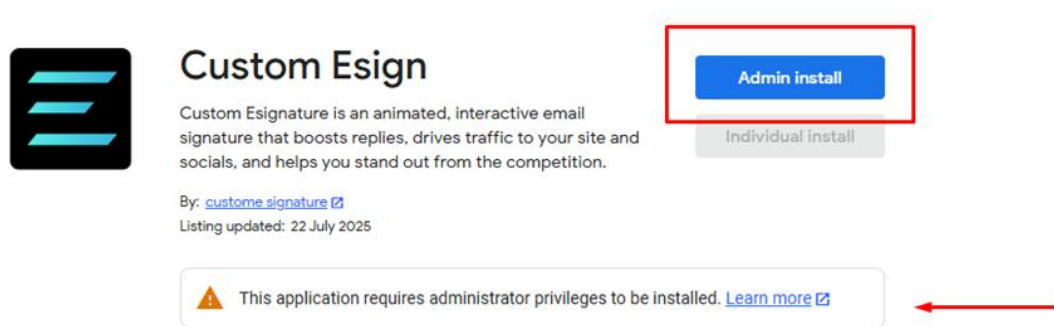 Custom Esign
Custom Esignature is an animated, interactive email
signature that boosts replies, drives traffic to your site and
socials, and helps you stand out from the competition.
By: custome signature
Listing updated: 22 July 2025
Admin install
Individual install
This application requires administrator privileges to be installed. Learn more